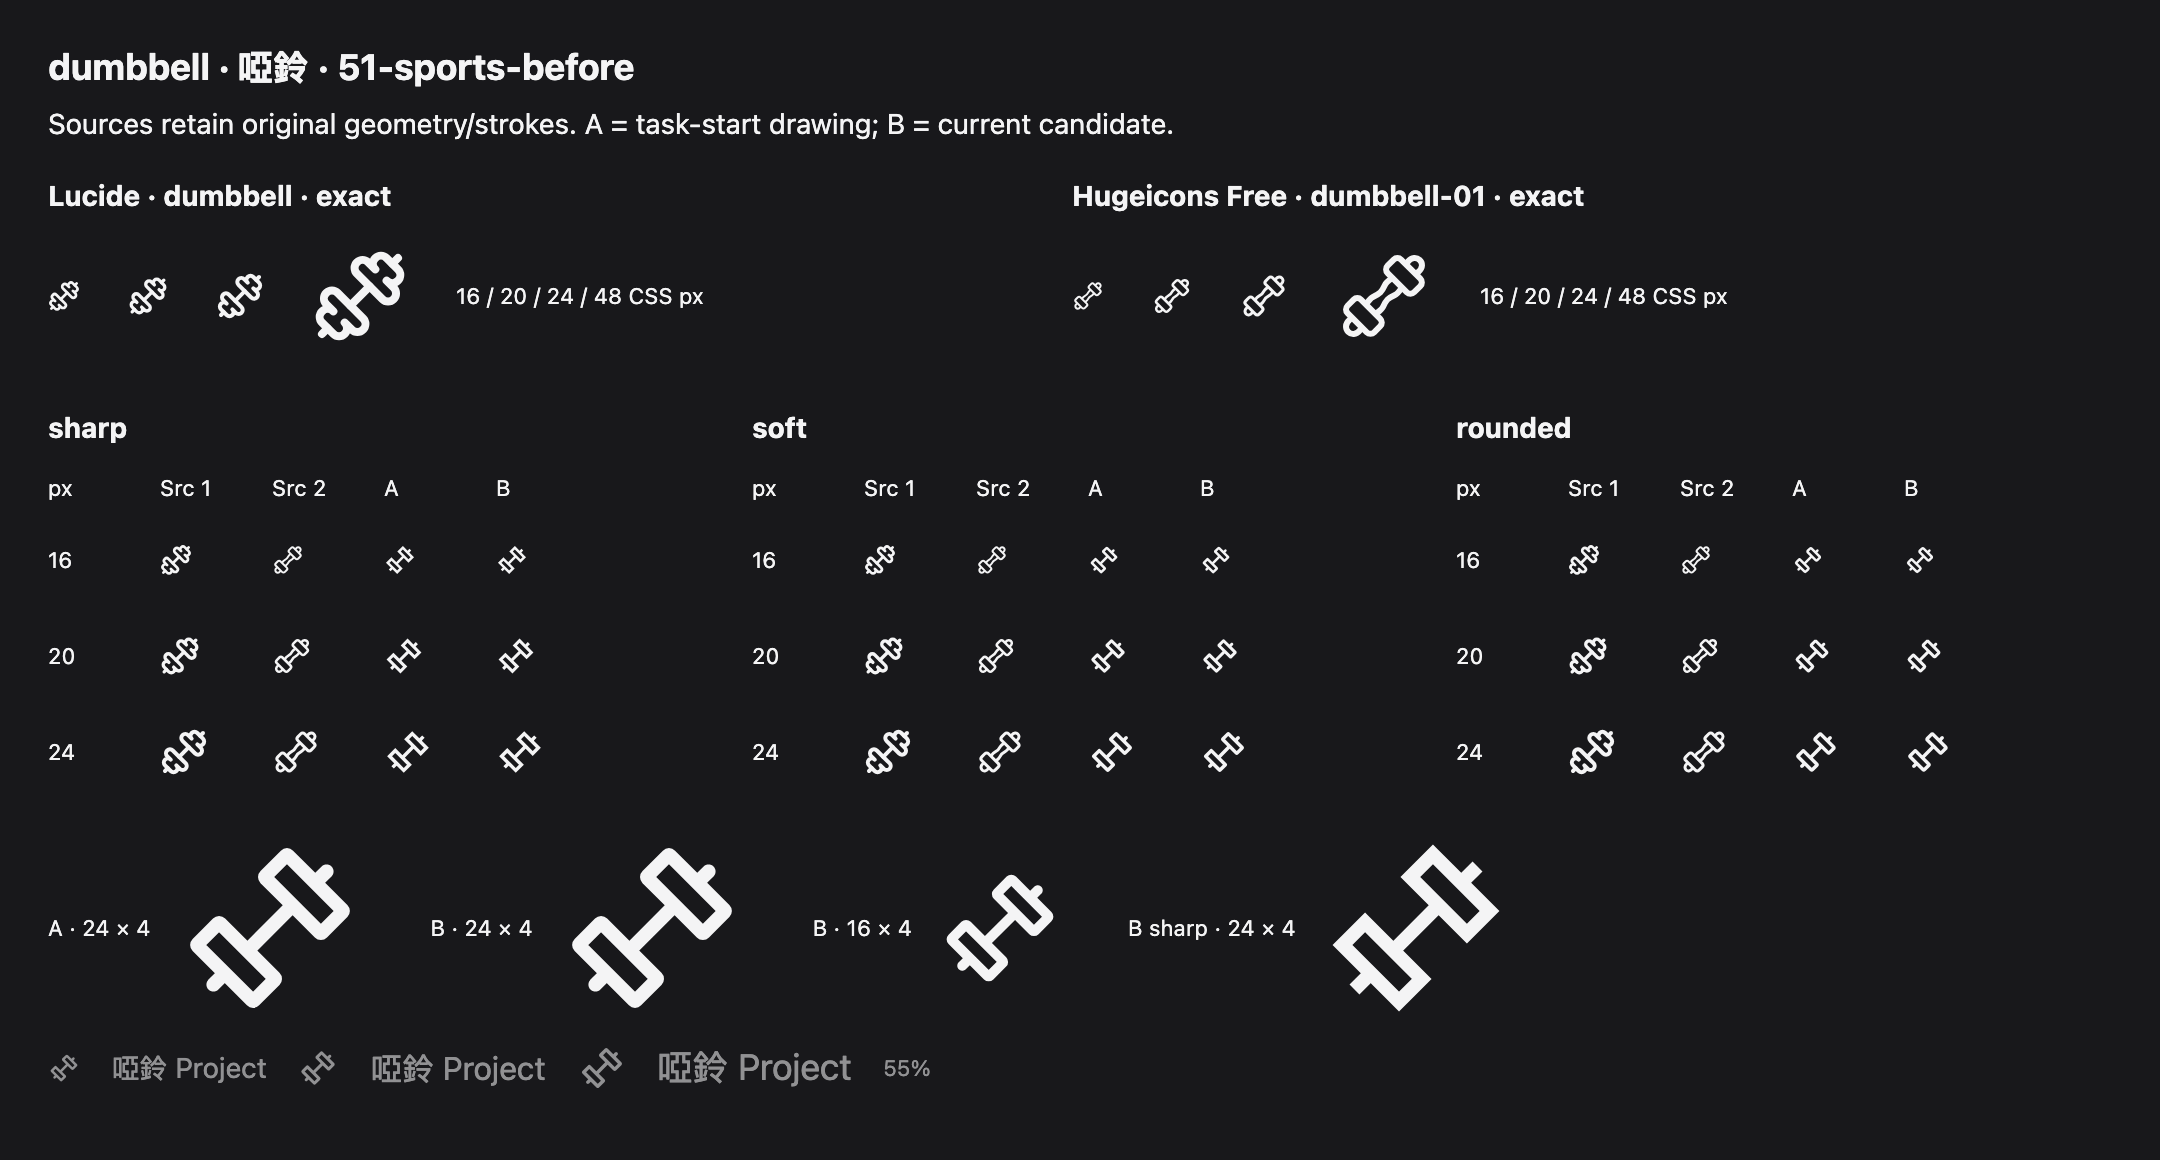 dumbbell · 啞鈴 · 51-sports-before
Sources retain original geometry/strokes. A = task-start drawing; B = current candidate.
Lucide · dumbbell · exact
Hugeicons Free · dumbbell-01 · exact
16 / 20 / 24 / 48 CSS px
16 / 20 / 24 / 48 CSS px
sharp
soft
rounded
px Src 1 Src 2 A B
px Src 1 Src 2 A B
px Src 1 Src 2 A B
16
16
16
20
20
20
24
24
24
A · 24 × 4
B · 24 × 4
B · 16 × 4
B sharp · 24 × 4
啞鈴 Project
啞鈴 Project
啞鈴 Project
55%